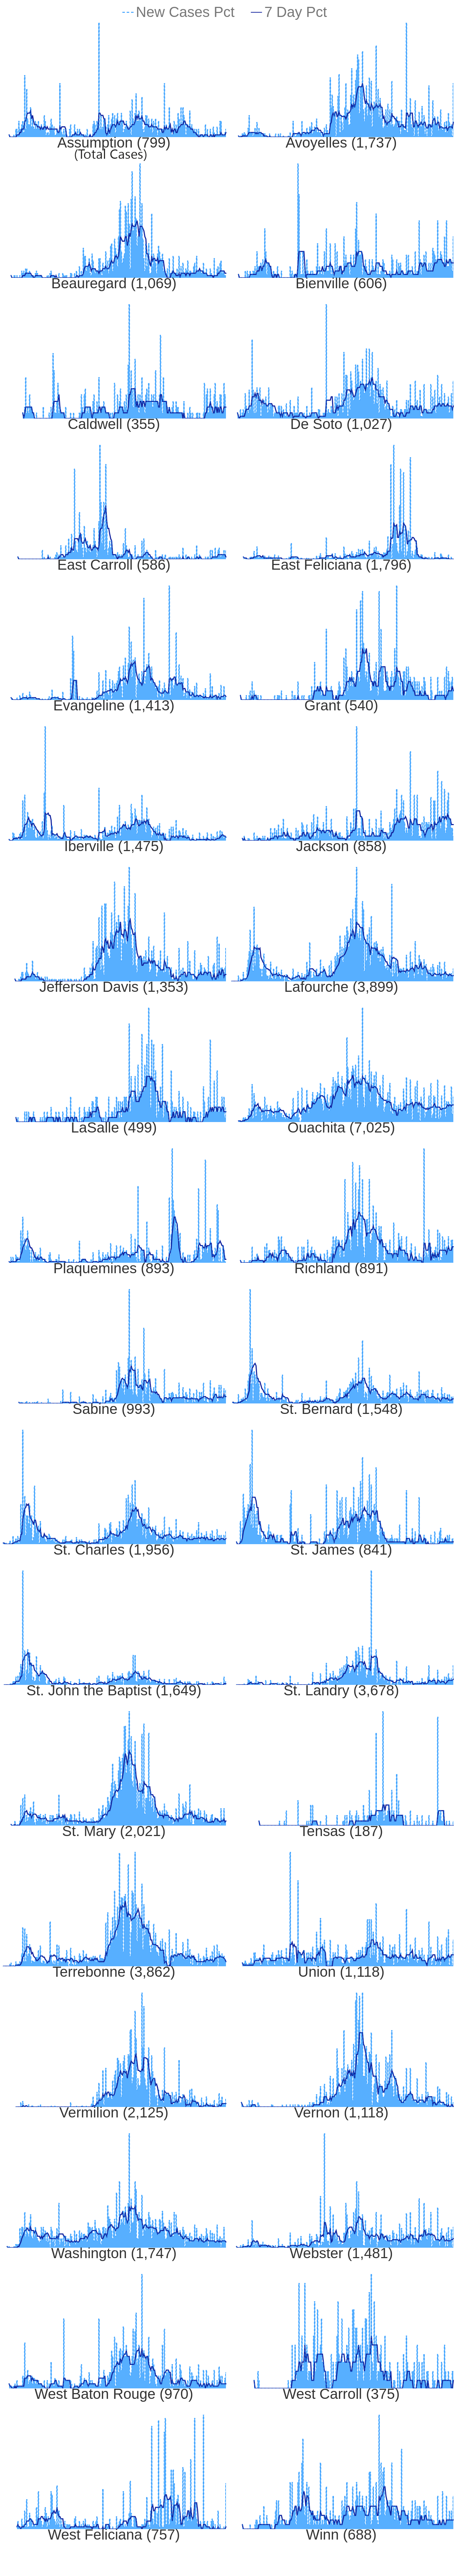 New Cases Pct 7 Day Pct
Assumption (799) Avoyelles (1,737)
(Total Cases)
Beauregard (1,069) Bienville (606)
Caldwell (355) De Soto (1,027)
East Carroll (586) East Feliciana (1,796)
Evangeline (1,413) Grant (540)
Iberville (1,475) Jackson (858)
Jefferson Davis (1,353) Lafourche (3,899)
LaSalle (499) Ouachita (7,025)
Plaquemines (893) Richland (891)
Sabine (993) St. Bernard (1,548)
St. Charles (1,956) St. James (841)
St. John the Baptist (1,649) St. Landry (3,678)
St. Mary (2,021) Tensas (187)
Terrebonne (3,862) Union (1,118)
Vermilion (2,125) Vernon (1,118)
Washington (1,747) Webster (1,481)
West Baton Rouge (970) West Carroll (375)
West Feliciana (757) Winn (688)